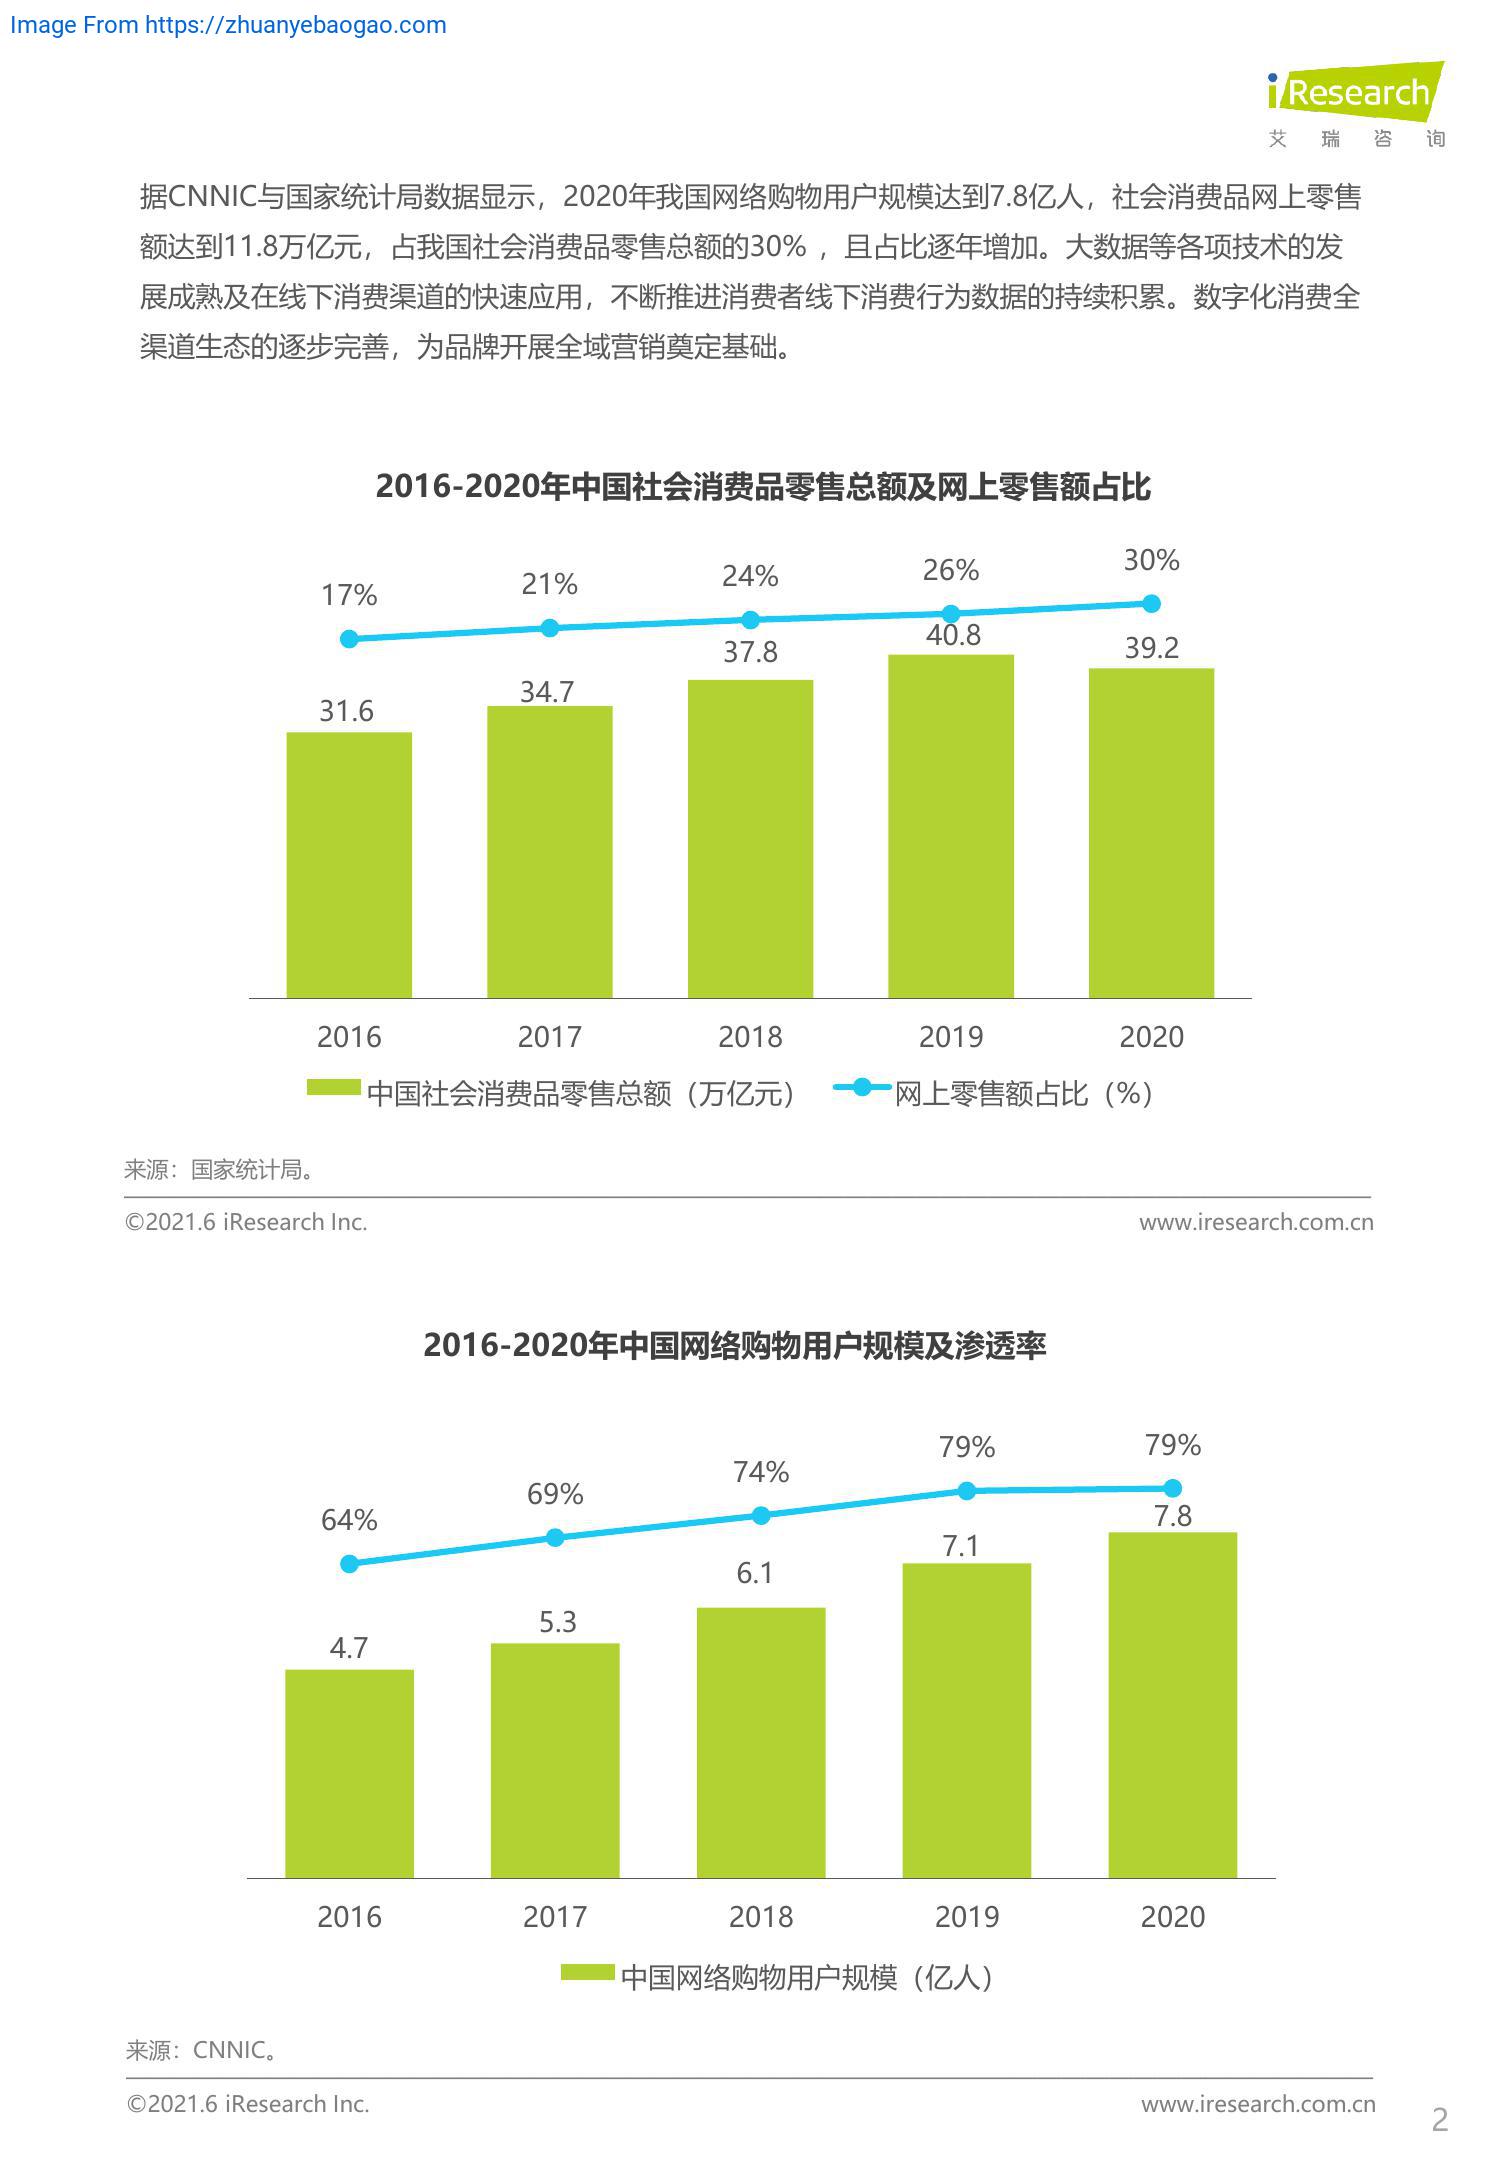 Image From https://zhuanyebaogao.com
iResearch
艾瑞咨询
据CNNIC与国家统计局数据显示，2020年我国网络购物用户规模达到7.8亿人，社会消费品网上零售
额达到11.8万亿元，占我国社会消费品零售总额的30% ，且占比逐年增加。大数据等各项技术的发
展成熟及在线下消费渠道的快速应用，不断推进消费者线下消费行为数据的持续积累。数字化消费全
渠道生态的逐步完善，为品牌开展全域营销奠定基础。
2016-2020年中国社会消费品零售总额及网上零售额占比
17% 21% 24% 26% 30%
31.6 34.7 37.8 40.8 39.2
2016 2017 2018 2019 2020
中国社会消费品零售总额（万亿元） 网上零售额占比（%）
来源：国家统计局。
©2021.6 iResearch Inc. www.iresearch.com.cn
2016-2020年中国网络购物用户规模及渗透率
64% 69% 74% 79% 79%
4.7 5.3 6.1 7.1 7.8
2016 2017 2018 2019 2020
中国网络购物用户规模（亿人）
来源：CNNIC。
©2021.6 iResearch Inc. www.iresearch.com.cn
2